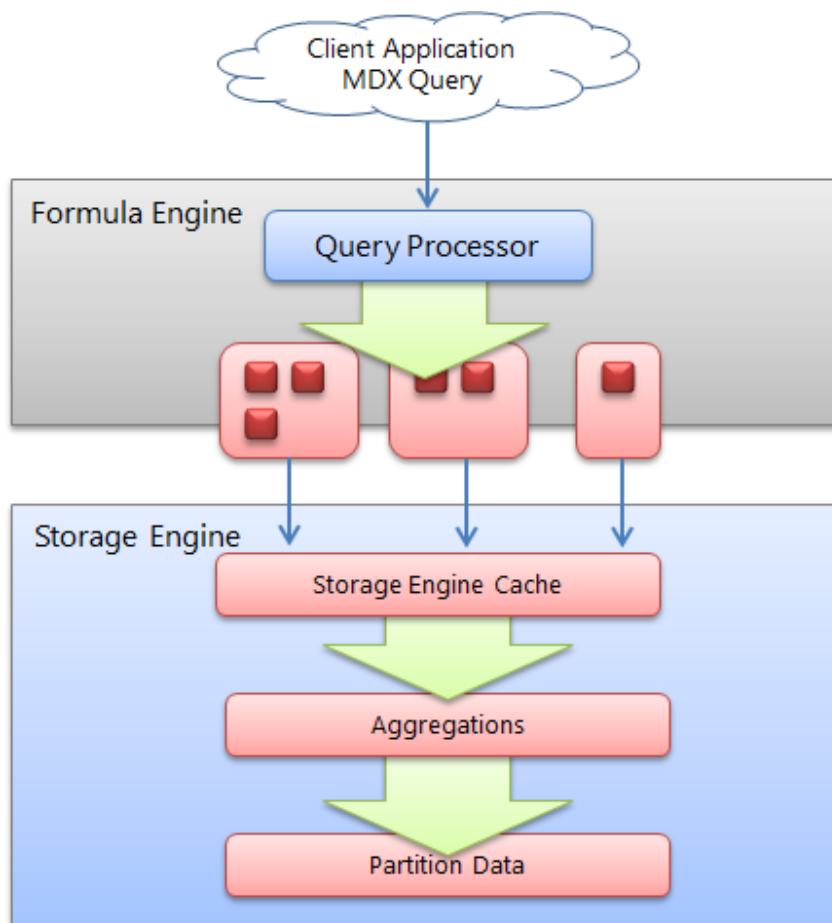 Client Application
MDX Query
Formula Engine
Query Processor
Storage Engine
Storage Engine Cache
Aggregations
Partition Data